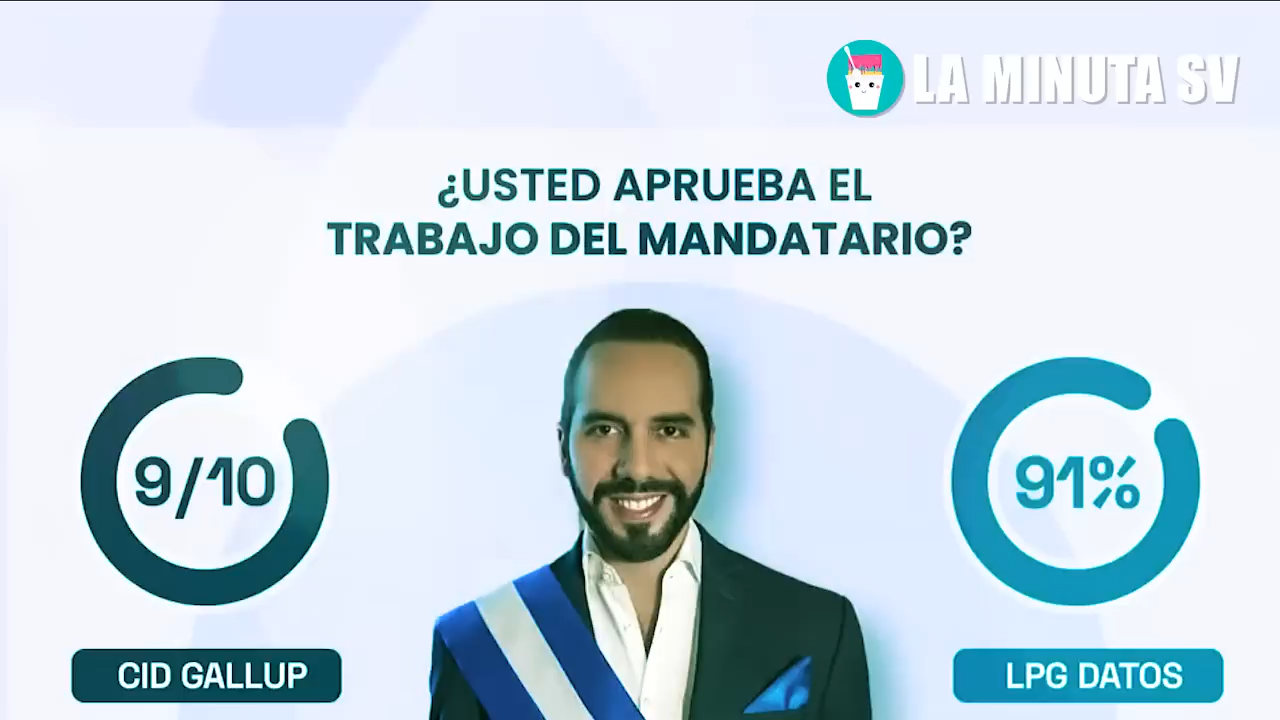 LA MINUTA SV
¿USTED APRUEBA EL
TRABAJO DEL MANDATARIO?
9/10
91%
CID GALLUP
LPG DATOS